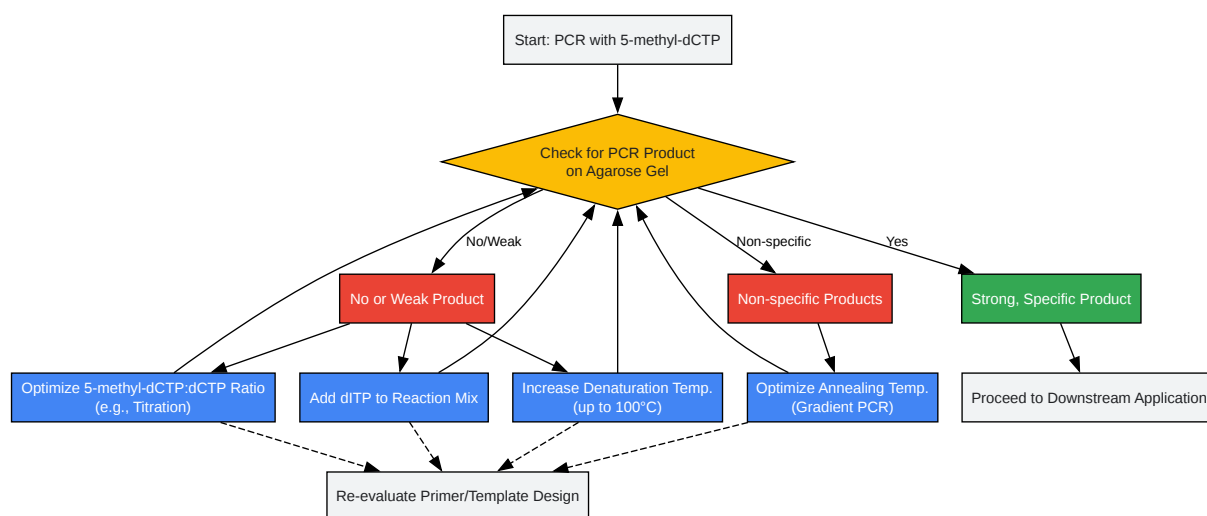 Start: PCR with 5-methyl-dCTP
Check for PCR Product
on Agarose Gel
No/Weak
Non-specific
Yes
No or Weak Product
Non-specific Products
Strong, Specific Product
Optimize 5-methyl-dCTP:dCTP Ratio
(e.g., Titration)
Add dITP to Reaction Mix
Increase Denaturation Temp.
(up to 100°C)
Optimize Annealing Temp.
(Gradient PCR)
Proceed to Downstream Application
Re-evaluate Primer/Template Design